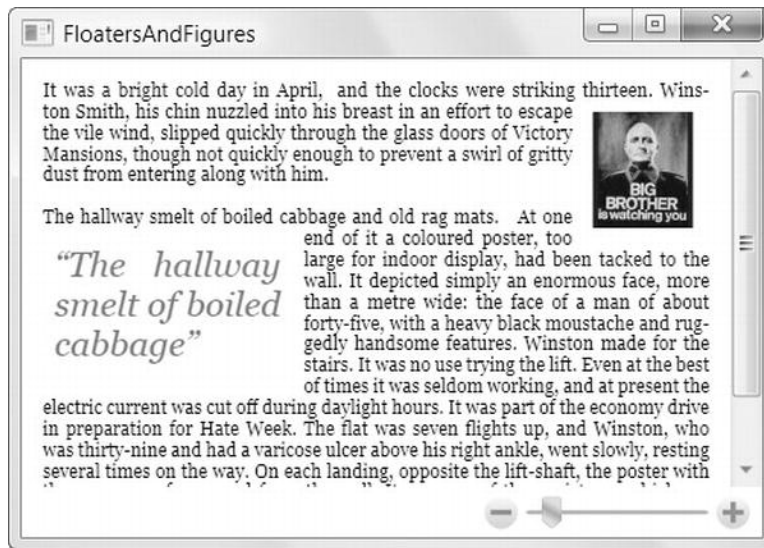 FloatersAndFigures
It was a bright cold day in April, and the clocks were striking thirteen. Wins-
ton Smith, his chin nuzzled into his breast in an effort to escape
the vile wind, slipped quickly through the glass doors of Victory
Mansions, though not quickly enough to prevent a swirl of gritty
dust from entering along with him.
BIG
BROTHER
is watching you
The hallway smelt of boiled cabbage and old rag mats. At one
end of it a coloured poster, too
large for indoor display, had been tacked to the
wall. It depicted simply an enormous face, more
than a metre wide: the face of a man of about
forty-five, with a heavy black moustache and rug-
gedly handsome features. Winston made for the
stairs. It was no use trying the lift. Even at the best
of times it was seldom working, and at present the
“The hallway
smelt of boiled
cabbage”
electric current was cut off during daylight hours. It was part of the economy drive
in preparation for Hate Week. The flat was seven flights up, and Winston, who
was thirty-nine and had a varicose ulcer above his right ankle, went slowly, resting
several times on the way. On each landing, opposite the lift-shaft, the poster with